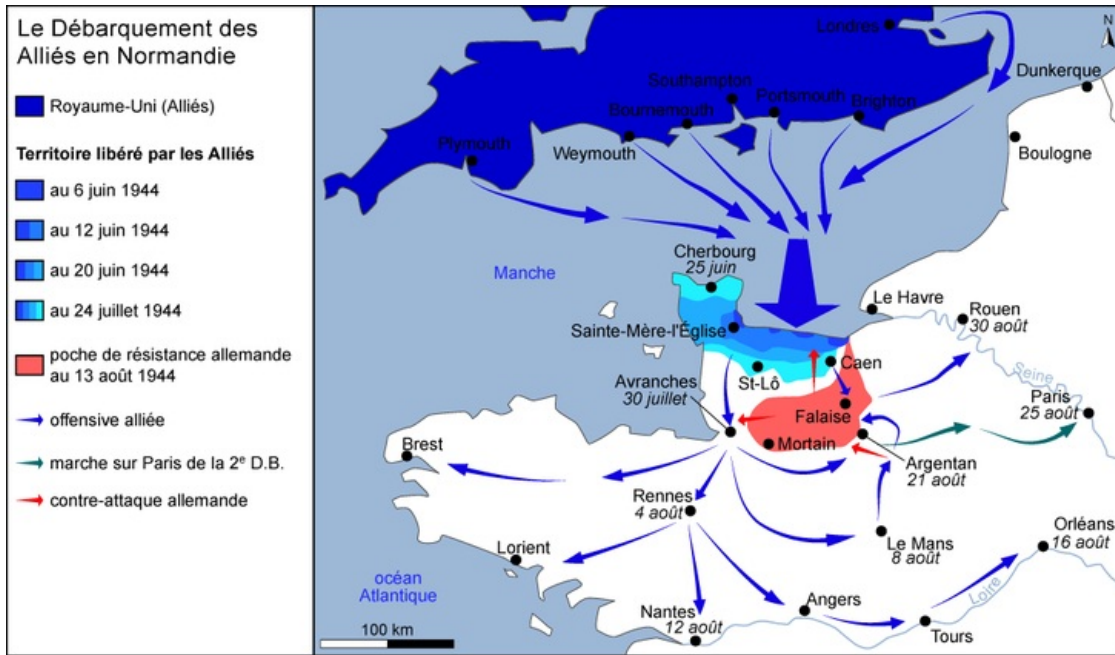 Le Débarquement des
Alliés en Normandie
Royaume-Uni (Alliés)
Territoire libéré par les Alliés
au 6 juin 1944
au 12 juin 1944
au 20 juin 1944
au 24 juillet 1944
poche de résistance allemande
au 13 août 1944
offensive alliée
marche sur Paris de la 2e D.B.
contre-attaque allemande
Londres
N
Dunkerque
Southampton
Portsmouth
Bournemouth
Brighton
Plymouth
Weymouth
Boulogne
Cherbourg
25 juin
Manche
Le Havre
Rouen
30 août
Sainte-Mère-l'Église
Caen
St-Lô
Seine
Avranches
30 juillet
Paris
25 août
Falaise
Brest
Mortain
Argentan
21 août
Rennes
4 août
Orléans
16 août
Le Mans
8 août
Lorient
océan
Atlantique
Loire
Angers
Nantes
12 août
Tours
100 km